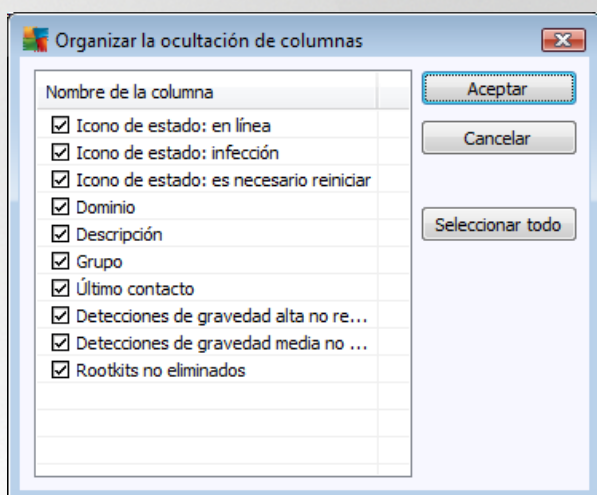 Organizar la ocultación de columnas
Nombre de la columna
Icono de estado: en línea
Icono de estado: infección
Icono de estado: es necesario reiniciar
Dominio
Descripción
Grupo
Último contacto
Detecciones de gravedad alta no re...
Detecciones de gravedad media no ...
Rootkits no eliminados
Aceptar
Cancelar
Seleccionar todo